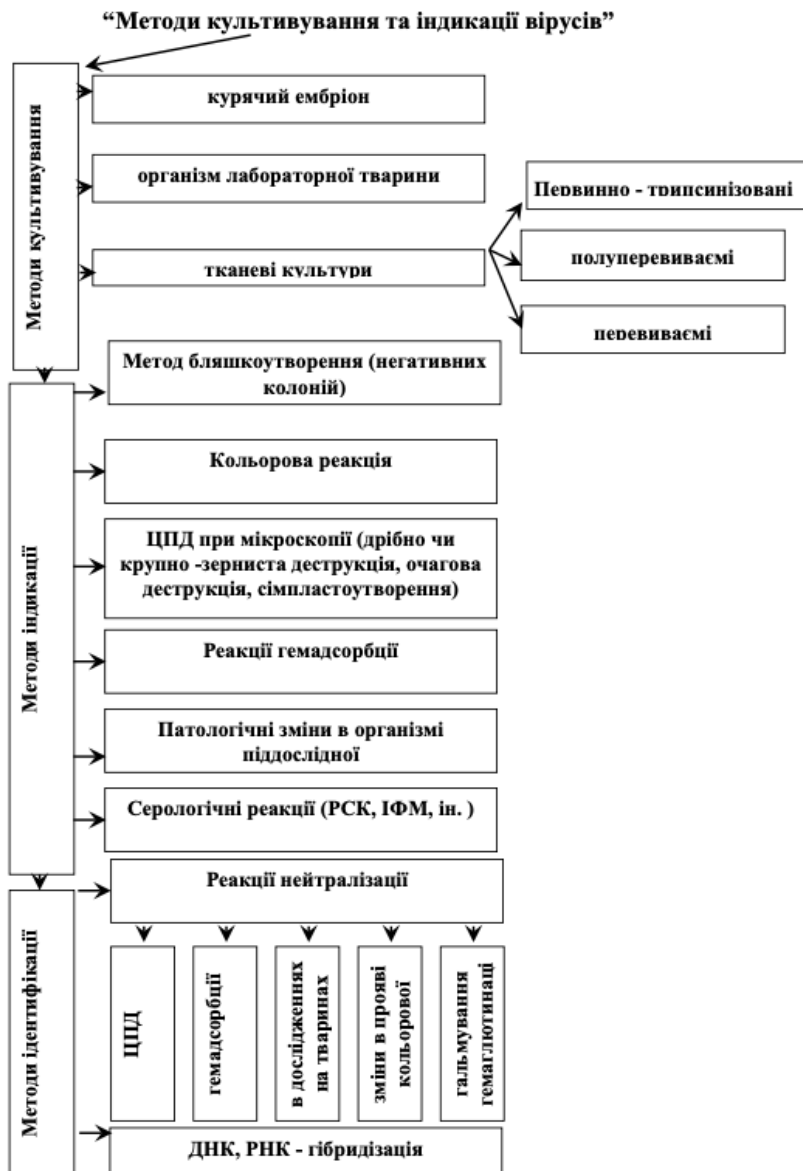 “Методи культивування та індикації вірусів”
Методи культивування
курячий ембріон
організм лабораторної тварини
тканеві культури
Первинно - трипсинізовані
полуперевиваємі
перевиваємі
Методи індикації
Метод бляшкоутворення (негативних
колоній)
Кольорова реакція
ЦПД при мікроскопії (дрібно чи
крупно -зерниста деструкція, очагова
деструкція, сімпластоутворення)
Реакції гемадсорбції
Патологічні зміни в організмі
піддослідної
Серологічні реакції (РСК, ІФМ, ін. )
Методи ідентифікації
Реакції нейтралізації
ЦПД
гемадсорбції
в дослідженнях
на тваринах
зміни в прояві
кольорової
гальмування
гемаглютинаці
ДНК, РНК - гібридізація